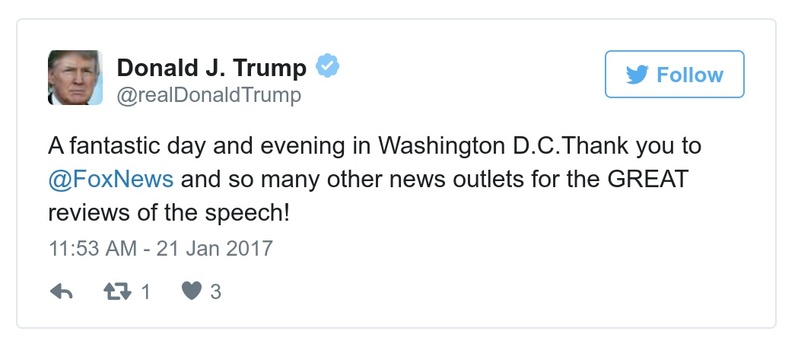 Donald J. Trump
@realDonaldTrump
Follow
A fantastic day and evening in Washington D.C.Thank you to
@FoxNews and so many other news outlets for the GREAT
reviews of the speech!
11:53 AM - 21 Jan 2017
1 3